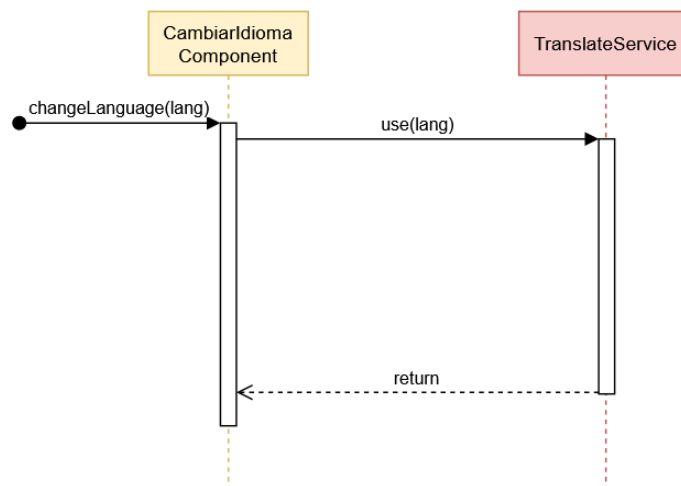 CambiarIdioma
Component
TranslateService
changeLanguage(lang)
use(lang)
return